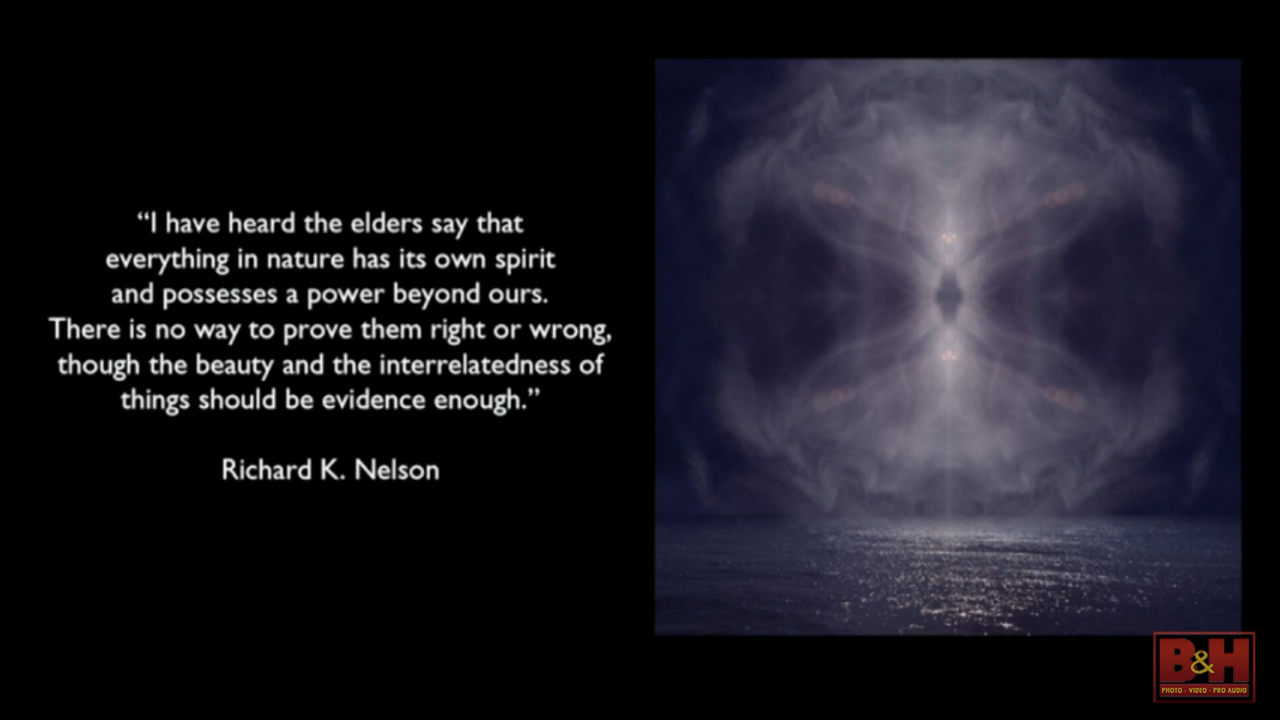 “I have heard the elders say that
everything in nature has its own spirit
and possesses a power beyond ours.
There is no way to prove them right or wrong,
though the beauty and the interrelatedness of
things should be evidence enough.”
Richard K. Nelson
B&H
PHOTO - VIDEO - PRO AUDIO